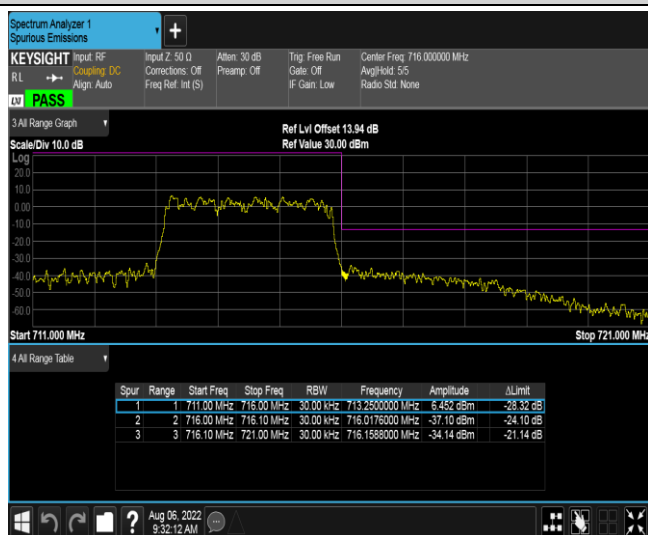 Spectrum Analyzer 1
Spurious Emissions
+
KEYSIGHT
RL
LXI PASS
Input: RF
Coupling: DC
Align: Auto
Input Z: 50 Ω
Corrections: Off
Freq Ref: Int (S)
Atten: 30 dB
Preamp: Off
Trig: Free Run
Gate: Off
IF Gain: Low
Center Freq: 716.000000 MHz
Avg|Hold: 5/5
Radio Std: None
3 All Range Graph
Ref Lvl Offset 13.94 dB
Scale/Div 10.0 dB
Ref Value 30.00 dBm
Log
20.0
10.0
0.00
-10.0
-20.0
-30.0
-40.0
-50.0
-60.0
Start 711.000 MHz
Stop 721.000 MHz
4 All Range Table
Spur Range Start Freq Stop Freq RBW Frequency Amplitude ΔLimit
1 1 711.00 MHz 716.00 MHz 30.00 kHz 713.2500000 MHz 6.452 dBm -28.32 dB
2 2 716.00 MHz 716.10 MHz 30.00 kHz 716.0176000 MHz -37.10 dBm -24.10 dB
3 3 716.10 MHz 721.00 MHz 30.00 kHz 716.1588000 MHz -34.14 dBm -21.14 dB
?
Aug 06, 2022
9:32:12 AM